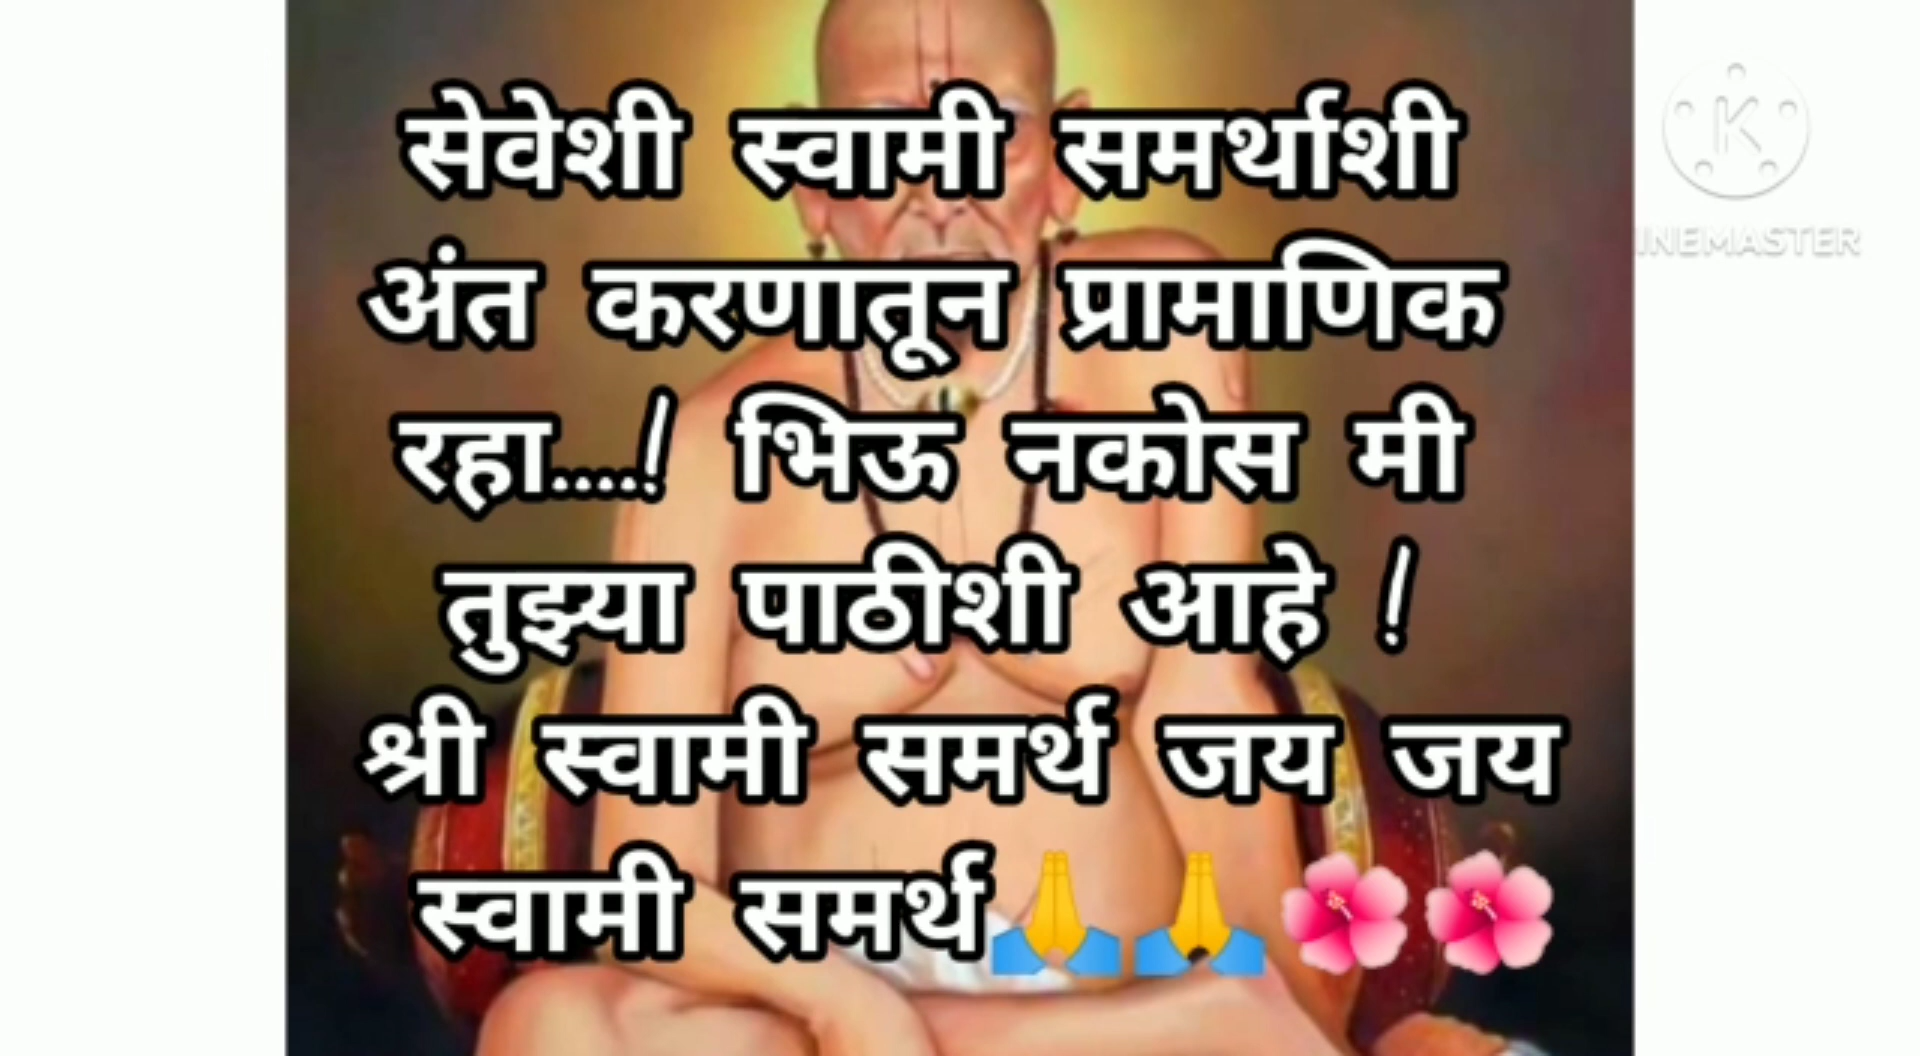 सेवेशी स्वामी समर्थाशी
अंत करणातून प्रामाणिक
रहा....! भिऊ नकोस मी
तुझ्या पाठीशी आहे !
श्री स्वामी समर्थ जय जय
स्वामी समर्थ🙏🙏🌺🌺
K
INEMASTER